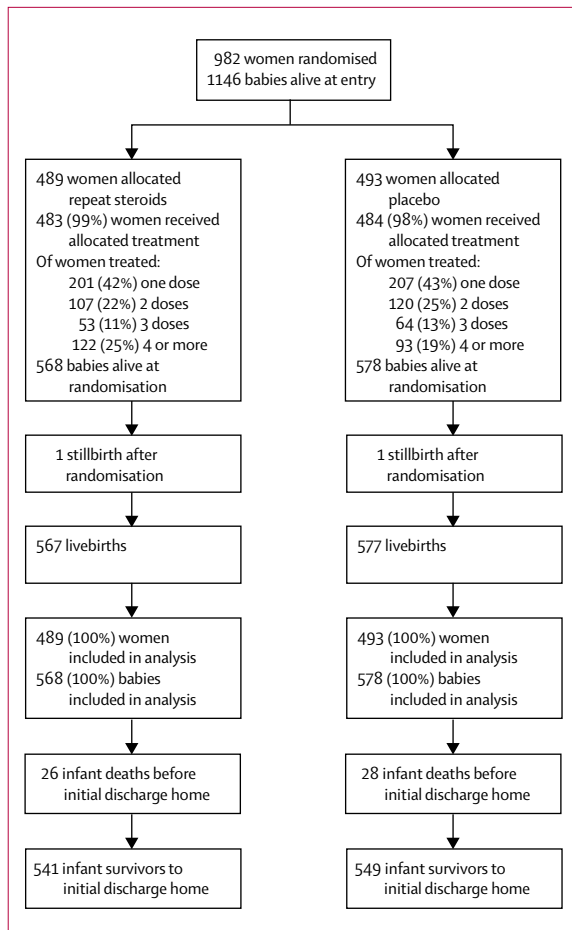 982 women randomised
1146 babies alive at entry
489 women allocated
repeat steroids
483 (99%) women received
allocated treatment
Of women treated:
201 (42%) one dose
107 (22%) 2 doses
53 (11%) 3 doses
122 (25%) 4 or more
568 babies alive at
randomisation
493 women allocated
placebo
484 (98%) women received
allocated treatment
Of women treated:
207 (43%) one dose
120 (25%) 2 doses
64 (13%) 3 doses
93 (19%) 4 or more
578 babies alive at
randomisation
1 stillbirth after
randomisation
1 stillbirth after
randomisation
567 livebirths
577 livebirths
489 (100%) women
included in analysis
568 (100%) babies
included in analysis
493 (100%) women
included in analysis
578 (100%) babies
included in analysis
26 infant deaths before
initial discharge home
28 infant deaths before
initial discharge home
541 infant survivors to
initial discharge home
549 infant survivors to
initial discharge home